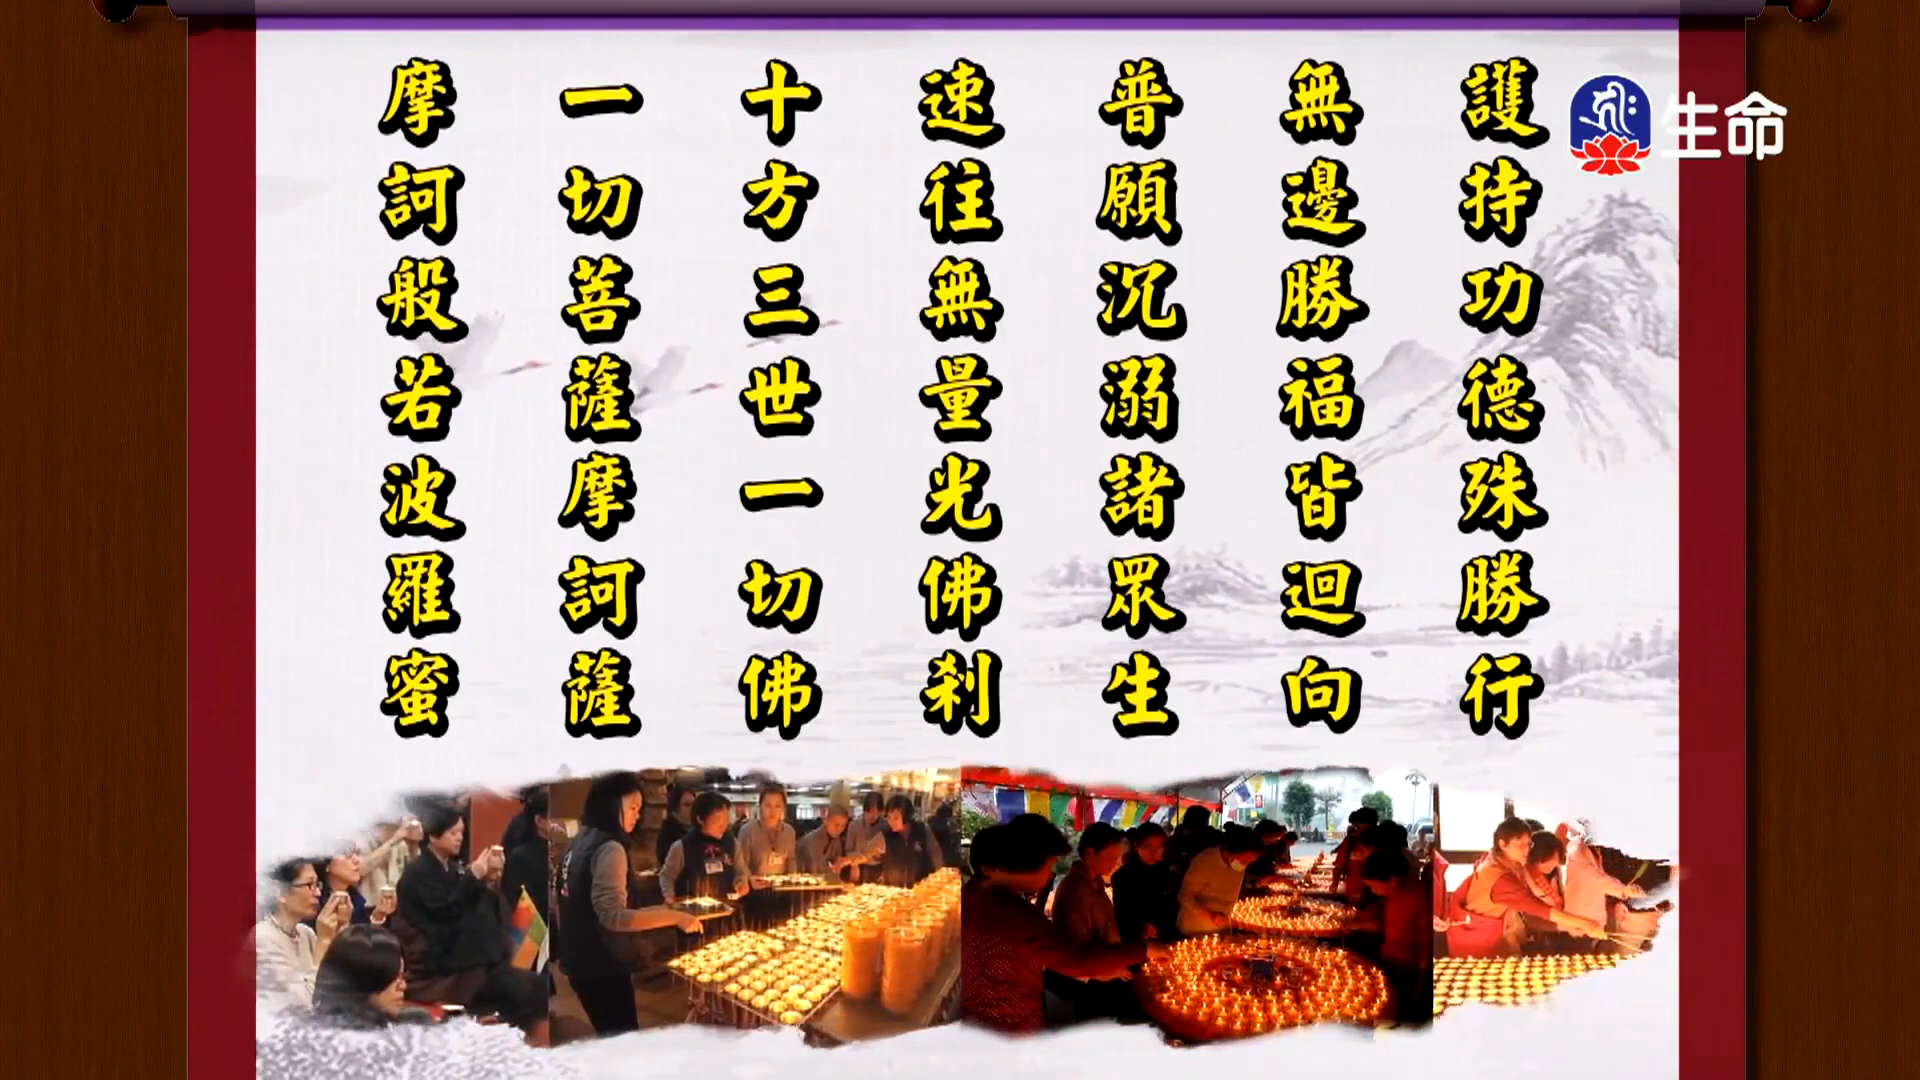 護持功德殊勝行
無邊勝福皆迴向
普願沉溺諸眾生
速往無量光佛剎
十方三世一切佛
一切菩薩摩訶薩
摩訶般若波羅蜜
生命